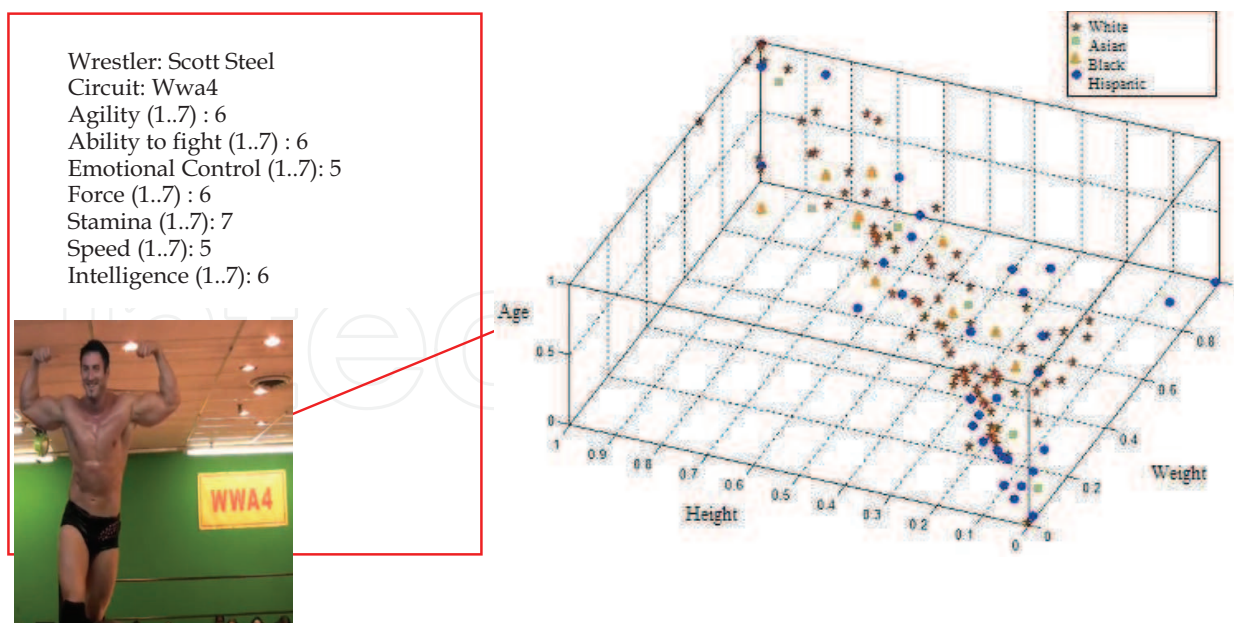 Wrestler: Scott Steel
Circuit: Wwa4
Agility (1..7) : 6
Ability to fight (1..7) : 6
Emotional Control (1..7): 5
Force (1..7) : 6
Stamina (1..7): 7
Speed (1..7): 5
Intelligence (1..7): 6
WWA4
White
Asian
Black
Hispanic
Age
1
0.5
0
1
0.9
0.8
0.7
0.6
0.5
0.4
0.3
0.2
0.1
0
Height
0
0.2
0.4
0.6
0.8
Weight